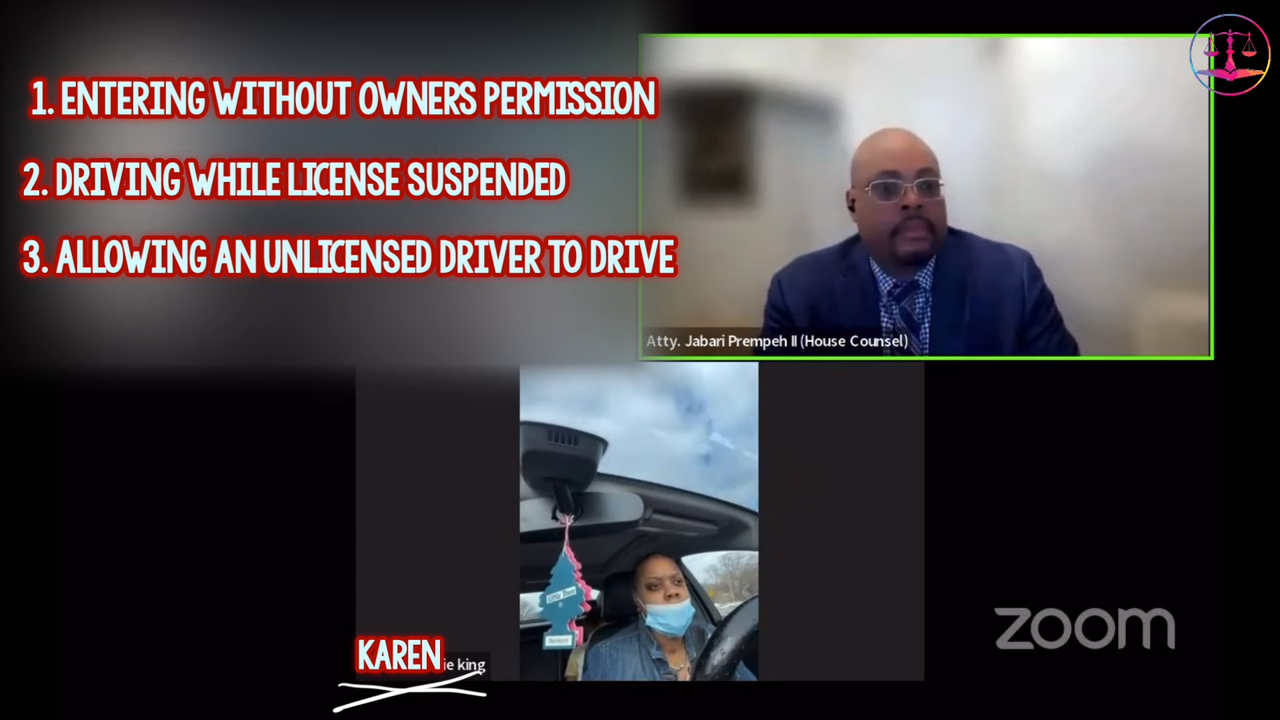 1. ENTERING WITHOUT OWNERS PERMISSION
2. DRIVING WHILE LICENSE SUSPENDED
3. ALLOWING AN UNLICENSED DRIVER TO DRIVE
Atty. Jabari Prempeh II (House Counsel)
Little Trees
KAREN ie king
zoom